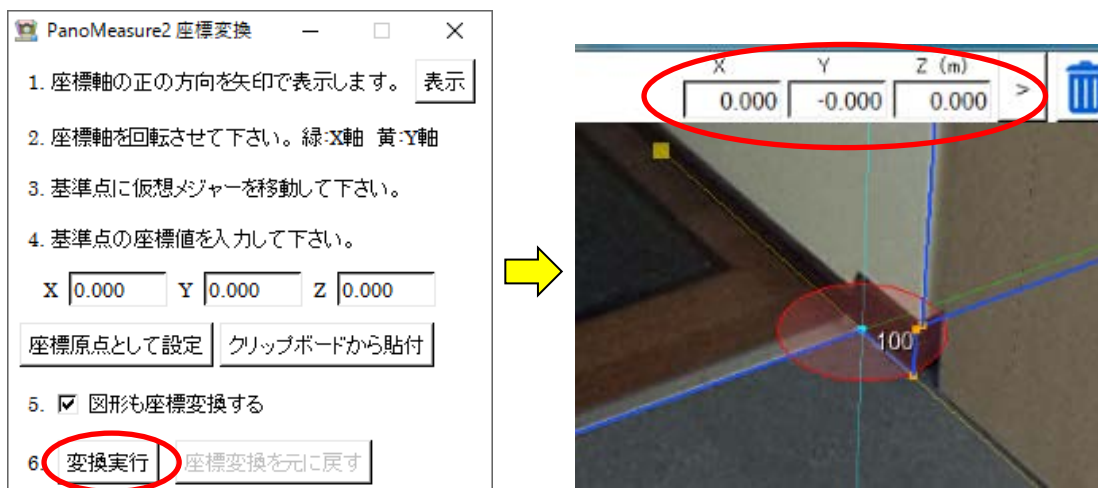 PanoMeasure2 座標変換
1. 座標軸の正の方向を矢印で表示します。 表示
2. 座標軸を回転させて下さい。緑:X軸 黄:Y軸
3. 基準点に仮想メジャーを移動して下さい。
4. 基準点の座標値を入力して下さい。
X 0.000 Y 0.000 Z 0.000
座標原点として設定 クリップボードから貼付
5. 図形も座標変換する
6. 変換実行 座標変換を元に戻す
X Y Z (m)
0.000 -0.000 0.000 >
100